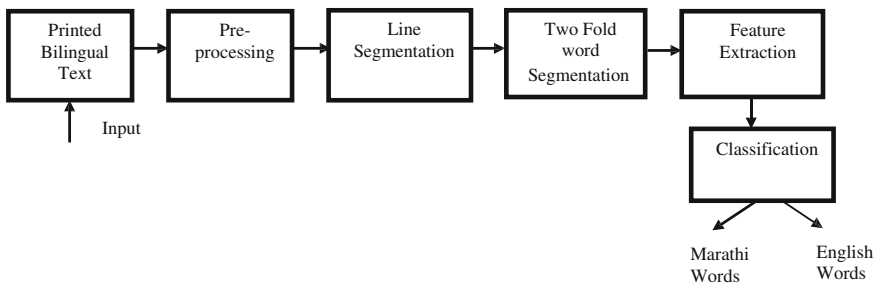 Printed
Bilingual
Text
Pre-
processing
Line
Segmentation
Two Fold
word
Segmentation
Feature
Extraction
Input
Classification
Marathi
Words
English
Words